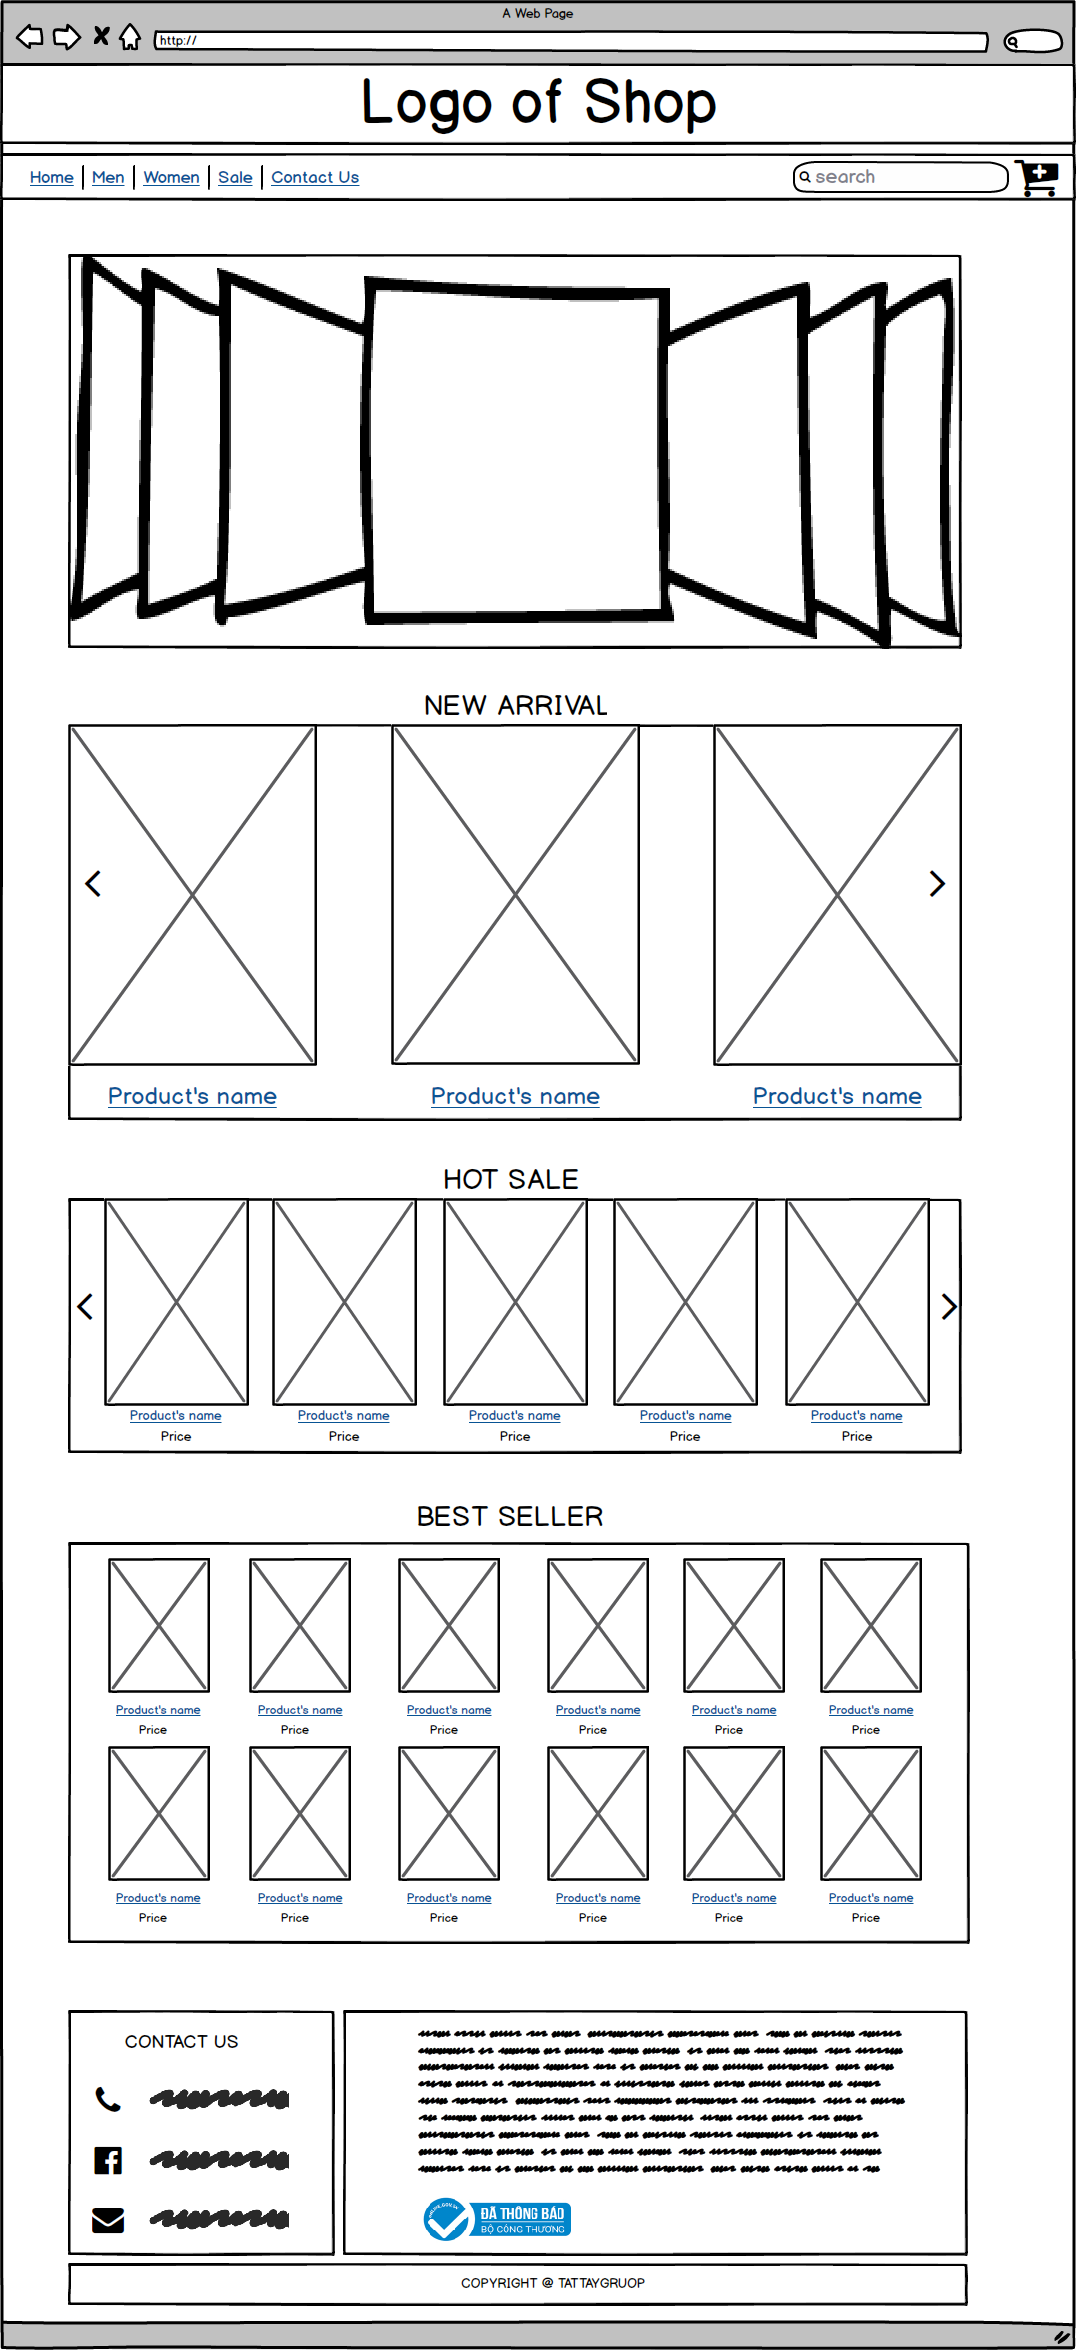 A Web Page
http://
Logo of Shop
Home Men Women Sale Contact Us search
NEW ARRIVAL
Product's name Product's name Product's name
HOT SALE
Product's name Product's name Product's name Product's name Product's name
Price Price Price Price Price
BEST SELLER
Product's name Product's name Product's name Product's name Product's name Product's name
Price Price Price Price Price Price
Product's name Product's name Product's name Product's name Product's name Product's name
Price Price Price Price Price Price
CONTACT US
ĐÃ THÔNG BÁO
BỘ CÔNG THƯƠNG
COPYRIGHT @ TATTAYGRUOP